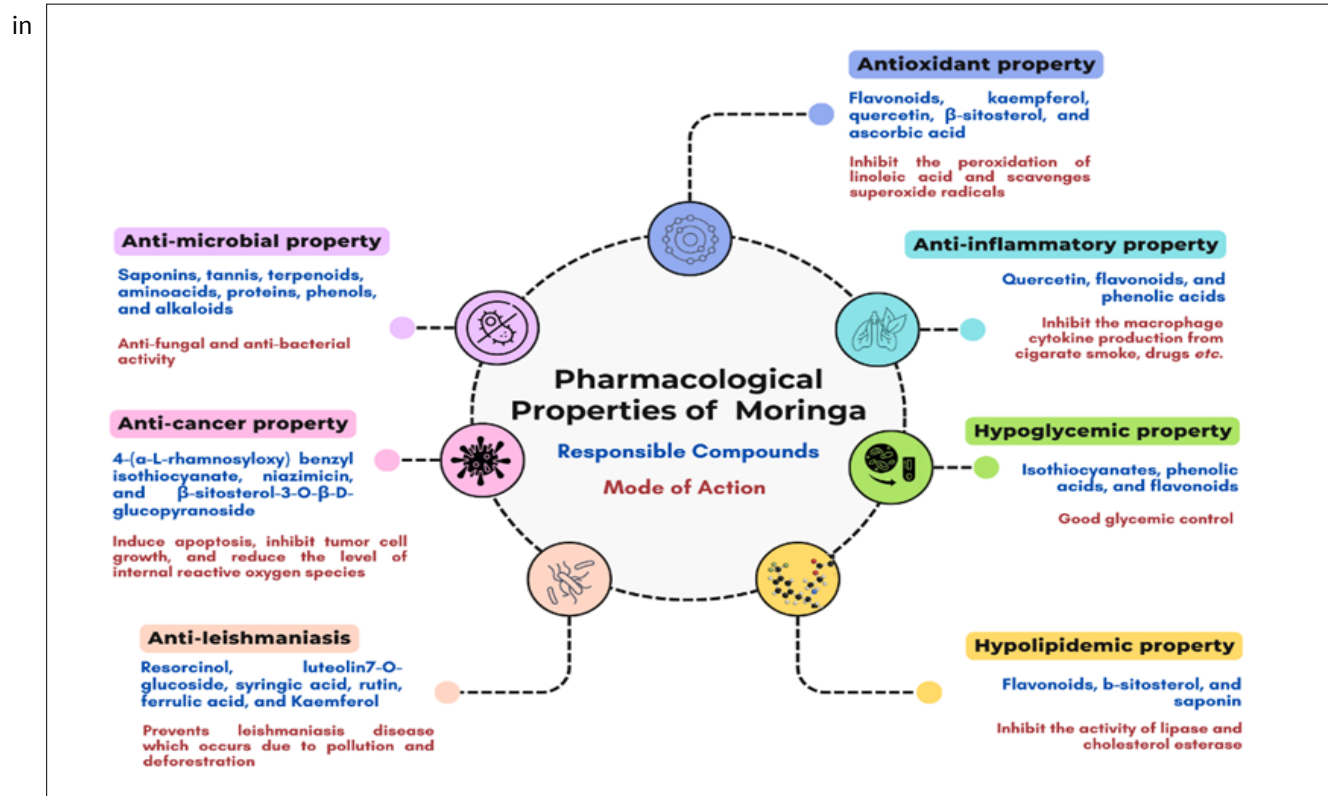 in
Antioxidant property
Flavonoids, kaempferol,
quercetin, β-sitosterol, and
ascorbic acid
Inhibit the peroxidation of
linoleic acid and scavenges
superoxide radicals
Anti-microbial property
Saponins, tannis, terpenoids,
aminoacids, proteins, phenols,
and alkaloids
Anti-fungal and anti-bacterial
activity
Anti-inflammatory property
Quercetin, flavonoids, and
phenolic acids
Inhibit the macrophage
cytokine production from
cigarate smoke, drugs etc.
Pharmacological
Properties of Moringa
Responsible Compounds
Mode of Action
Anti-cancer property
4-(a-L-rhamnosyloxy) benzyl
isothiocyanate, niazimicin,
and β-sitosterol-3-O-β-D-
glucopyranoside
Induce apoptosis, inhibit tumor cell
growth, and reduce the level of
internal reactive oxygen species
Hypoglycemic property
Isothiocyanates, phenolic
acids, and flavonoids
Good glycemic control
Anti-leishmaniasis
Resorcinol, luteolin7-O-
glucoside, syringic acid, rutin,
ferrulic acid, and Kaemferol
Prevents leishmaniasis disease
which occurs due to pollution and
deforestration
Hypolipidemic property
Flavonoids, b-sitosterol, and
saponin
Inhibit the activity of lipase and
cholesterol esterase